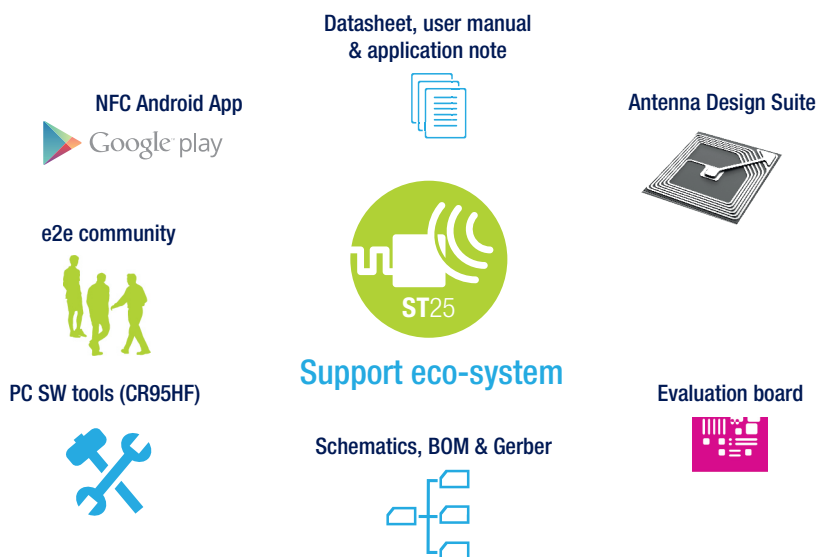 Datasheet, user manual
& application note
NFC Android App
Google play
Antenna Design Suite
e2e community
ST25
Support eco-system
PC SW tools (CR95HF)
Evaluation board
Schematics, BOM & Gerber